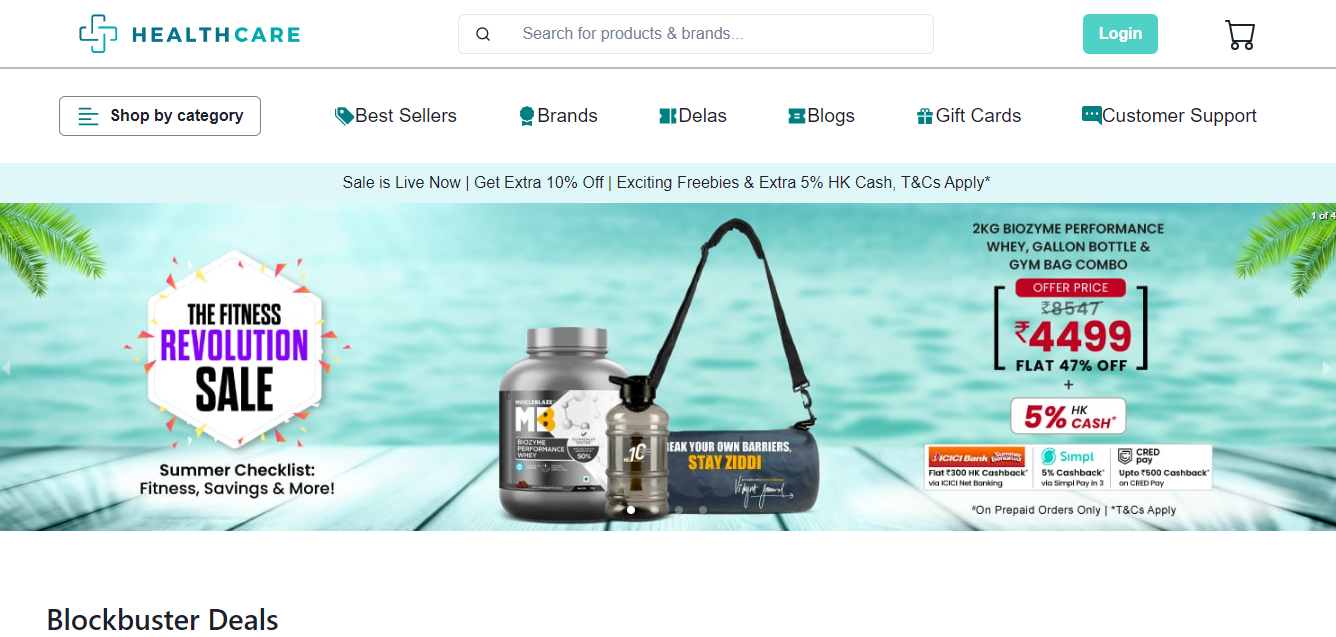 HEALTHCARE
Search for products & brands...
Login
Shop by category
Best Sellers
Brands
Delas
Blogs
Gift Cards
Customer Support
Sale is Live Now | Get Extra 10% Off | Exciting Freebies & Extra 5% HK Cash, T&Cs Apply*
1 of 4
THE FITNESS
REVOLUTION
SALE
Summer Checklist:
Fitness, Savings & More!
MUSCLEBLAZE
MB
BIOZYME
PERFORMANCE
WHEY
50%
No.10
EAK YOUR OWN BARRIERS,
STAY ZIDDI
2KG BIOZYME PERFORMANCE
WHEY, GALLON BOTTLE &
GYM BAG COMBO
OFFER PRICE
₹8547
₹4499
FLAT 47% OFF
+
5% HK CASH*
ICICI Bank Summer Bonanza
Flat ₹300 HK Cashback*
via ICICI Net Banking
Simpl
5% Cashback*
via Simpl Pay in 3
CRED pay
Upto ₹500 Cashback*
on CRED Pay
#On Prepaid Orders Only | *T&Cs Apply
Blockbuster Deals